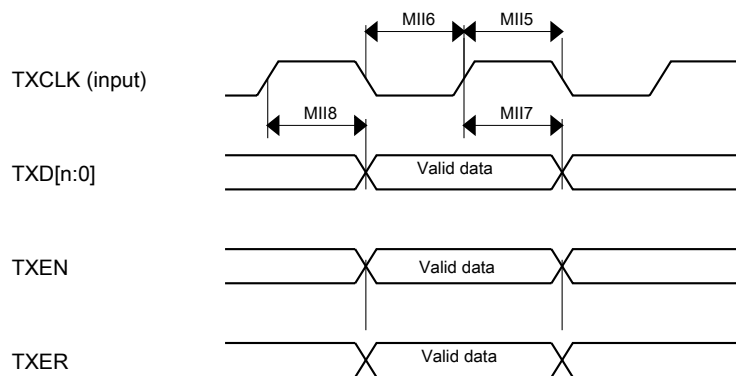 MII6 MII5
TXCLK (input)
MII8 MII7
TXD[n:0] Valid data
TXEN Valid data
TXER Valid data